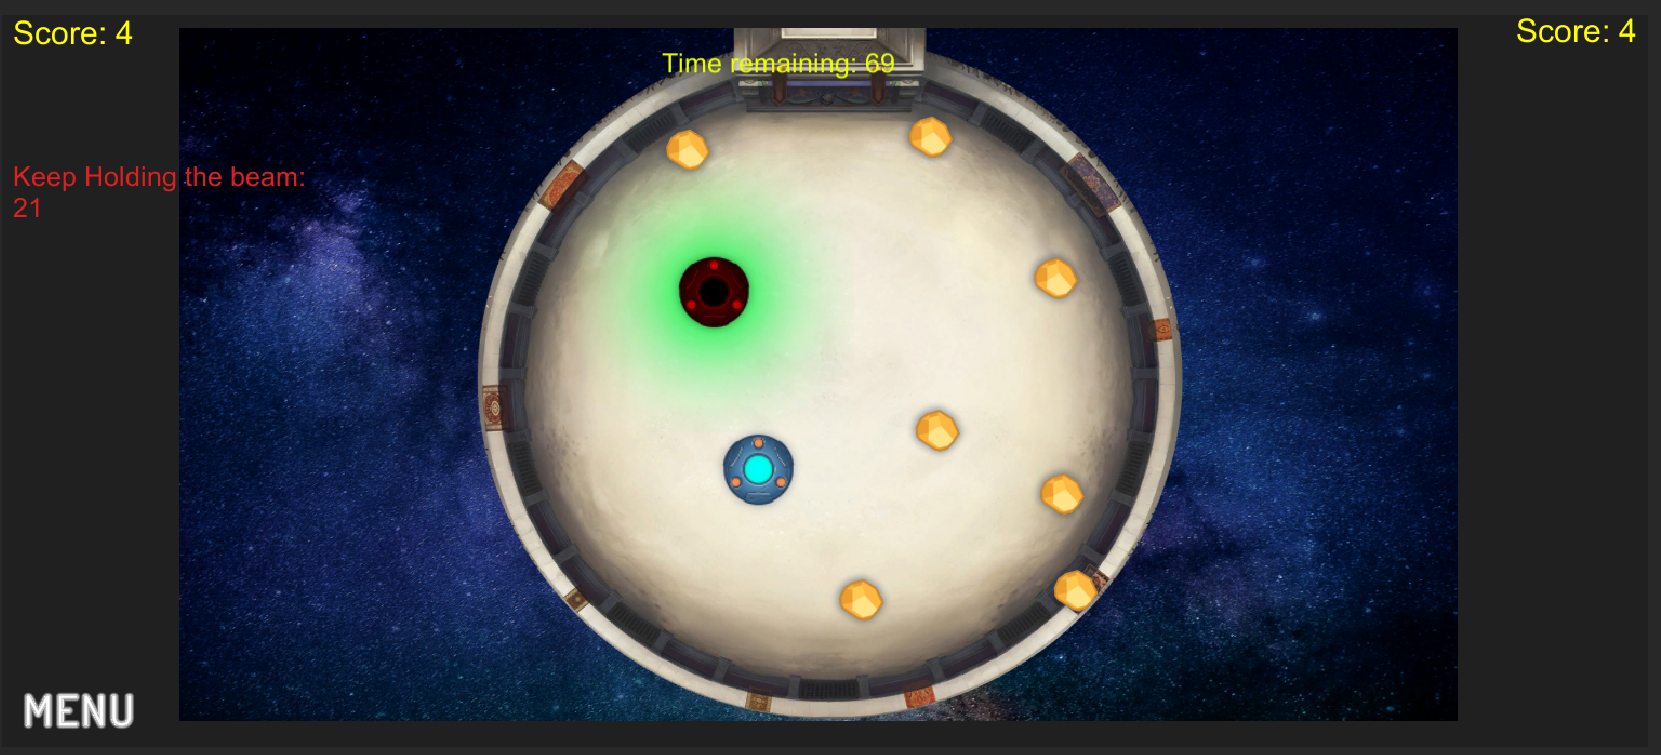 Score: 4
Score: 4
Time remaining: 69
Keep Holding the beam:
21
MENU